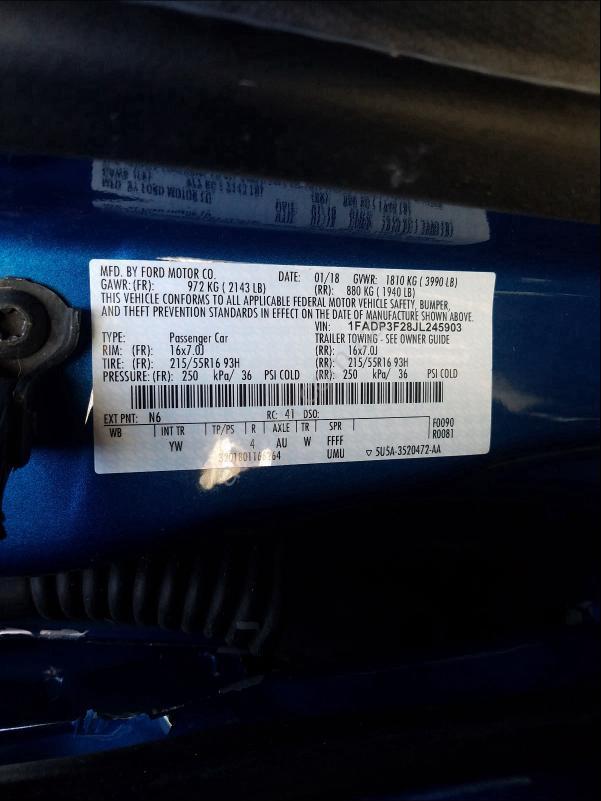 MFD. BY FORD MOTOR CO. DATE: 01/18 GVWR: 1810 KG ( 3990 LB)
GAWR: (FR): 972 KG ( 2143 LB) (RR): 880 KG ( 1940 LB)
THIS VEHICLE CONFORMS TO ALL APPLICABLE FEDERAL MOTOR VEHICLE SAFETY, BUMPER,
AND THEFT PREVENTION STANDARDS IN EFFECT ON THE DATE OF MANUFACTURE SHOWN ABOVE.
VIN: 1FADP3F28JL245903
TYPE: Passenger Car TRAILER TOWING - SEE OWNER GUIDE
RIM: (FR): 16x7.0J (RR): 16x7.0J
TIRE: (FR): 215/55R16 93H (RR): 215/55R16 93H
PRESSURE: (FR): 250 kPa/ 36 PSI COLD (RR): 250 kPa/ 36 PSI COLD
EXT PNT: N6 RC: 41 DSO: F0090
WB INT TR TP/PS R AXLE TR SPR R0081
YW 4 AU W FFFF
UMU 5U5A-3520472-AA